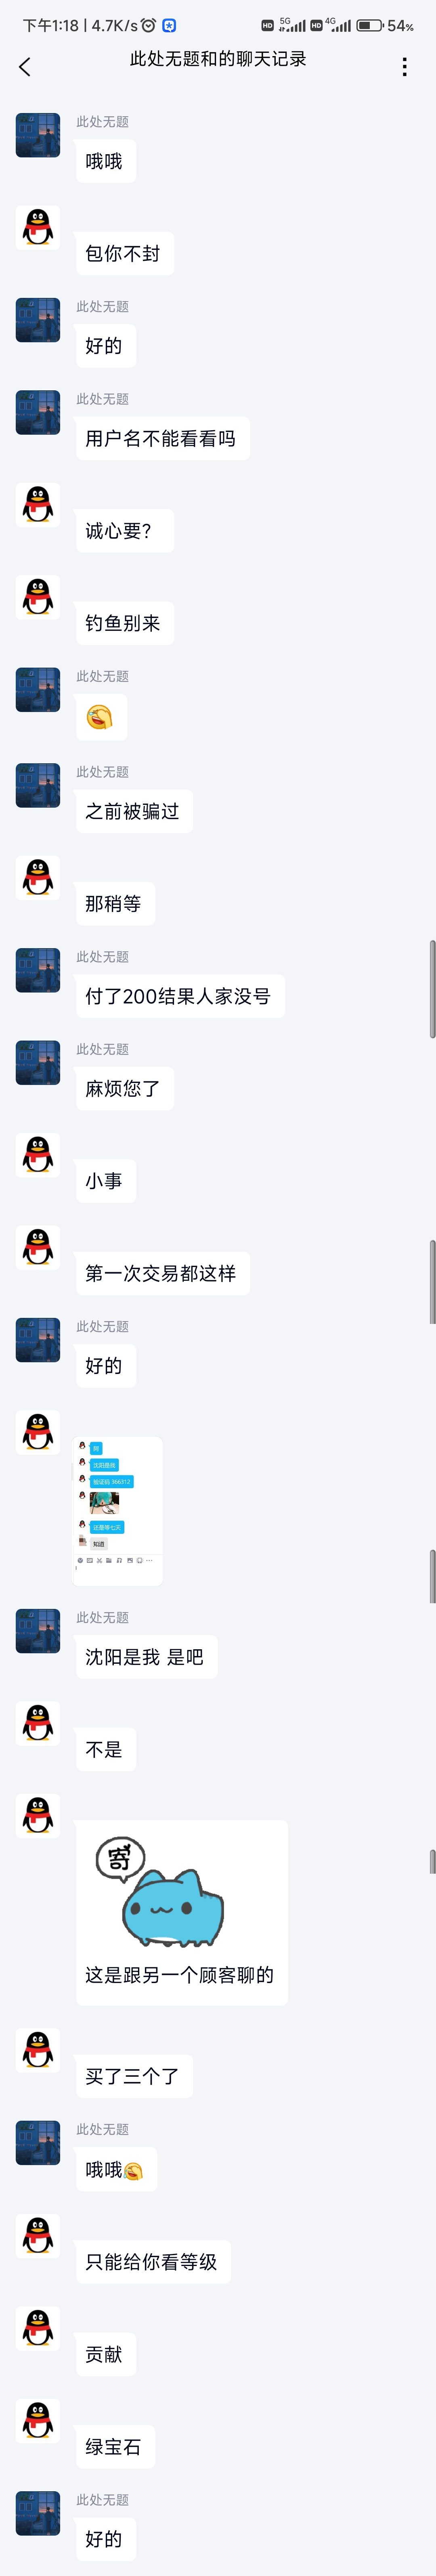 下午1:18 | 4.7K/s
HD 5G HD 4G 54%
此处无题和的聊天记录
此处无题
哦哦
包你不封
此处无题
好的
此处无题
用户名不能看看吗
诚心要?
钓鱼别来
此处无题
此处无题
之前被骗过
那稍等
此处无题
付了200结果人家没号
此处无题
麻烦您了
小事
第一次交易都这样
此处无题
好的
沈阳是我
验证码 366312
还要带七天
知道
此处无题
沈阳是我 是吧
不是
寄
这是跟另一个顾客聊的
买了三个了
此处无题
哦哦
只能给你看等级
贡献
绿宝石
此处无题
好的